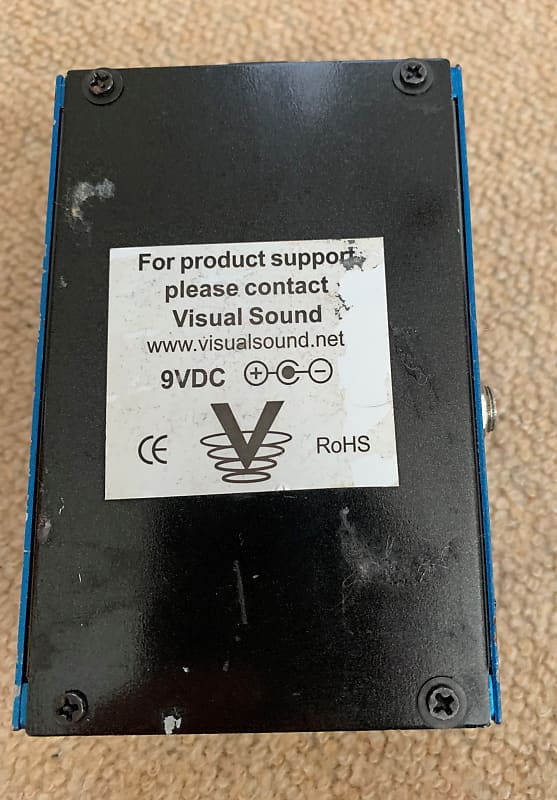 For product support
please contact
Visual Sound
www.visualsound.net
9VDC + -
CE
V
RoHS